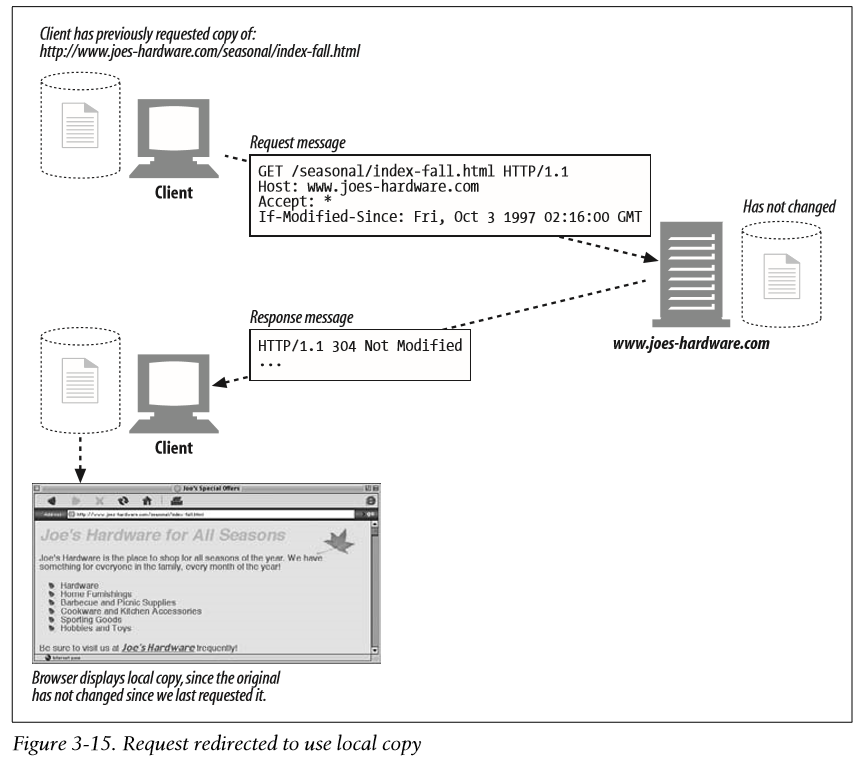 Client has previously requested copy of:
http://www.joes-hardware.com/seasonal/index-fall.html
Client
Request message
GET /seasonal/index-fall.html HTTP/1.1
Host: www.joes-hardware.com
Accept: *
If-Modified-Since: Fri, Oct 3 1997 02:16:00 GMT
Has not changed
www.joes-hardware.com
Response message
HTTP/1.1 304 Not Modified
...
Client
Joe's Special Offers
http://www.joes-hardware.com/seasonal/index-fall.html
Joe's Hardware for All Seasons
Joe's Hardware is the place to shop for all seasons of the year. We have
something for everyone in the family, every month of the year!
Hardware
Home Furnishings
Barbecue and Picnic Supplies
Cookware and Kitchen Accessories
Sporting Goods
Hobbies and Toys
Be sure to visit us at Joe's Hardware frequently!
Browser displays local copy, since the original
has not changed since we last requested it.
Figure 3-15. Request redirected to use local copy